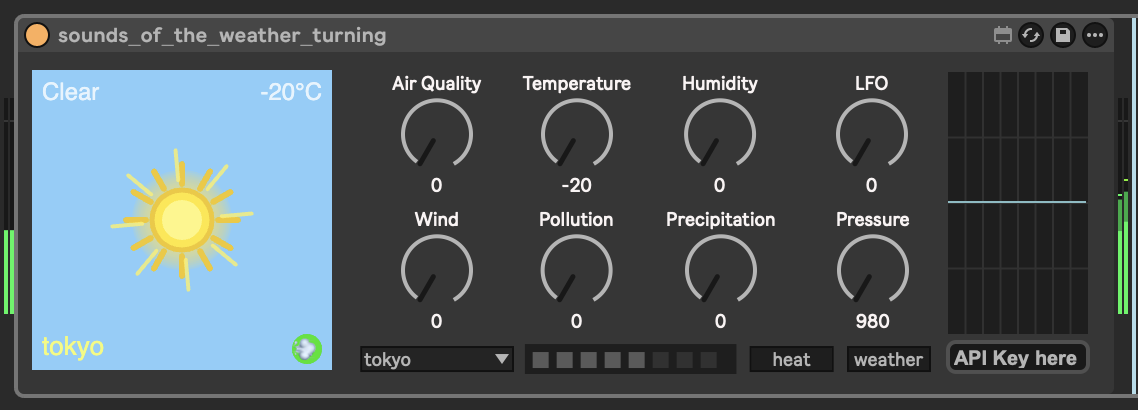 sounds_of_the_weather_turning
Clear -20°C
tokyo
Air Quality Temperature Humidity LFO
0 -20 0 0
Wind Pollution Precipitation Pressure
0 0 0 980
tokyo heat weather API Key here